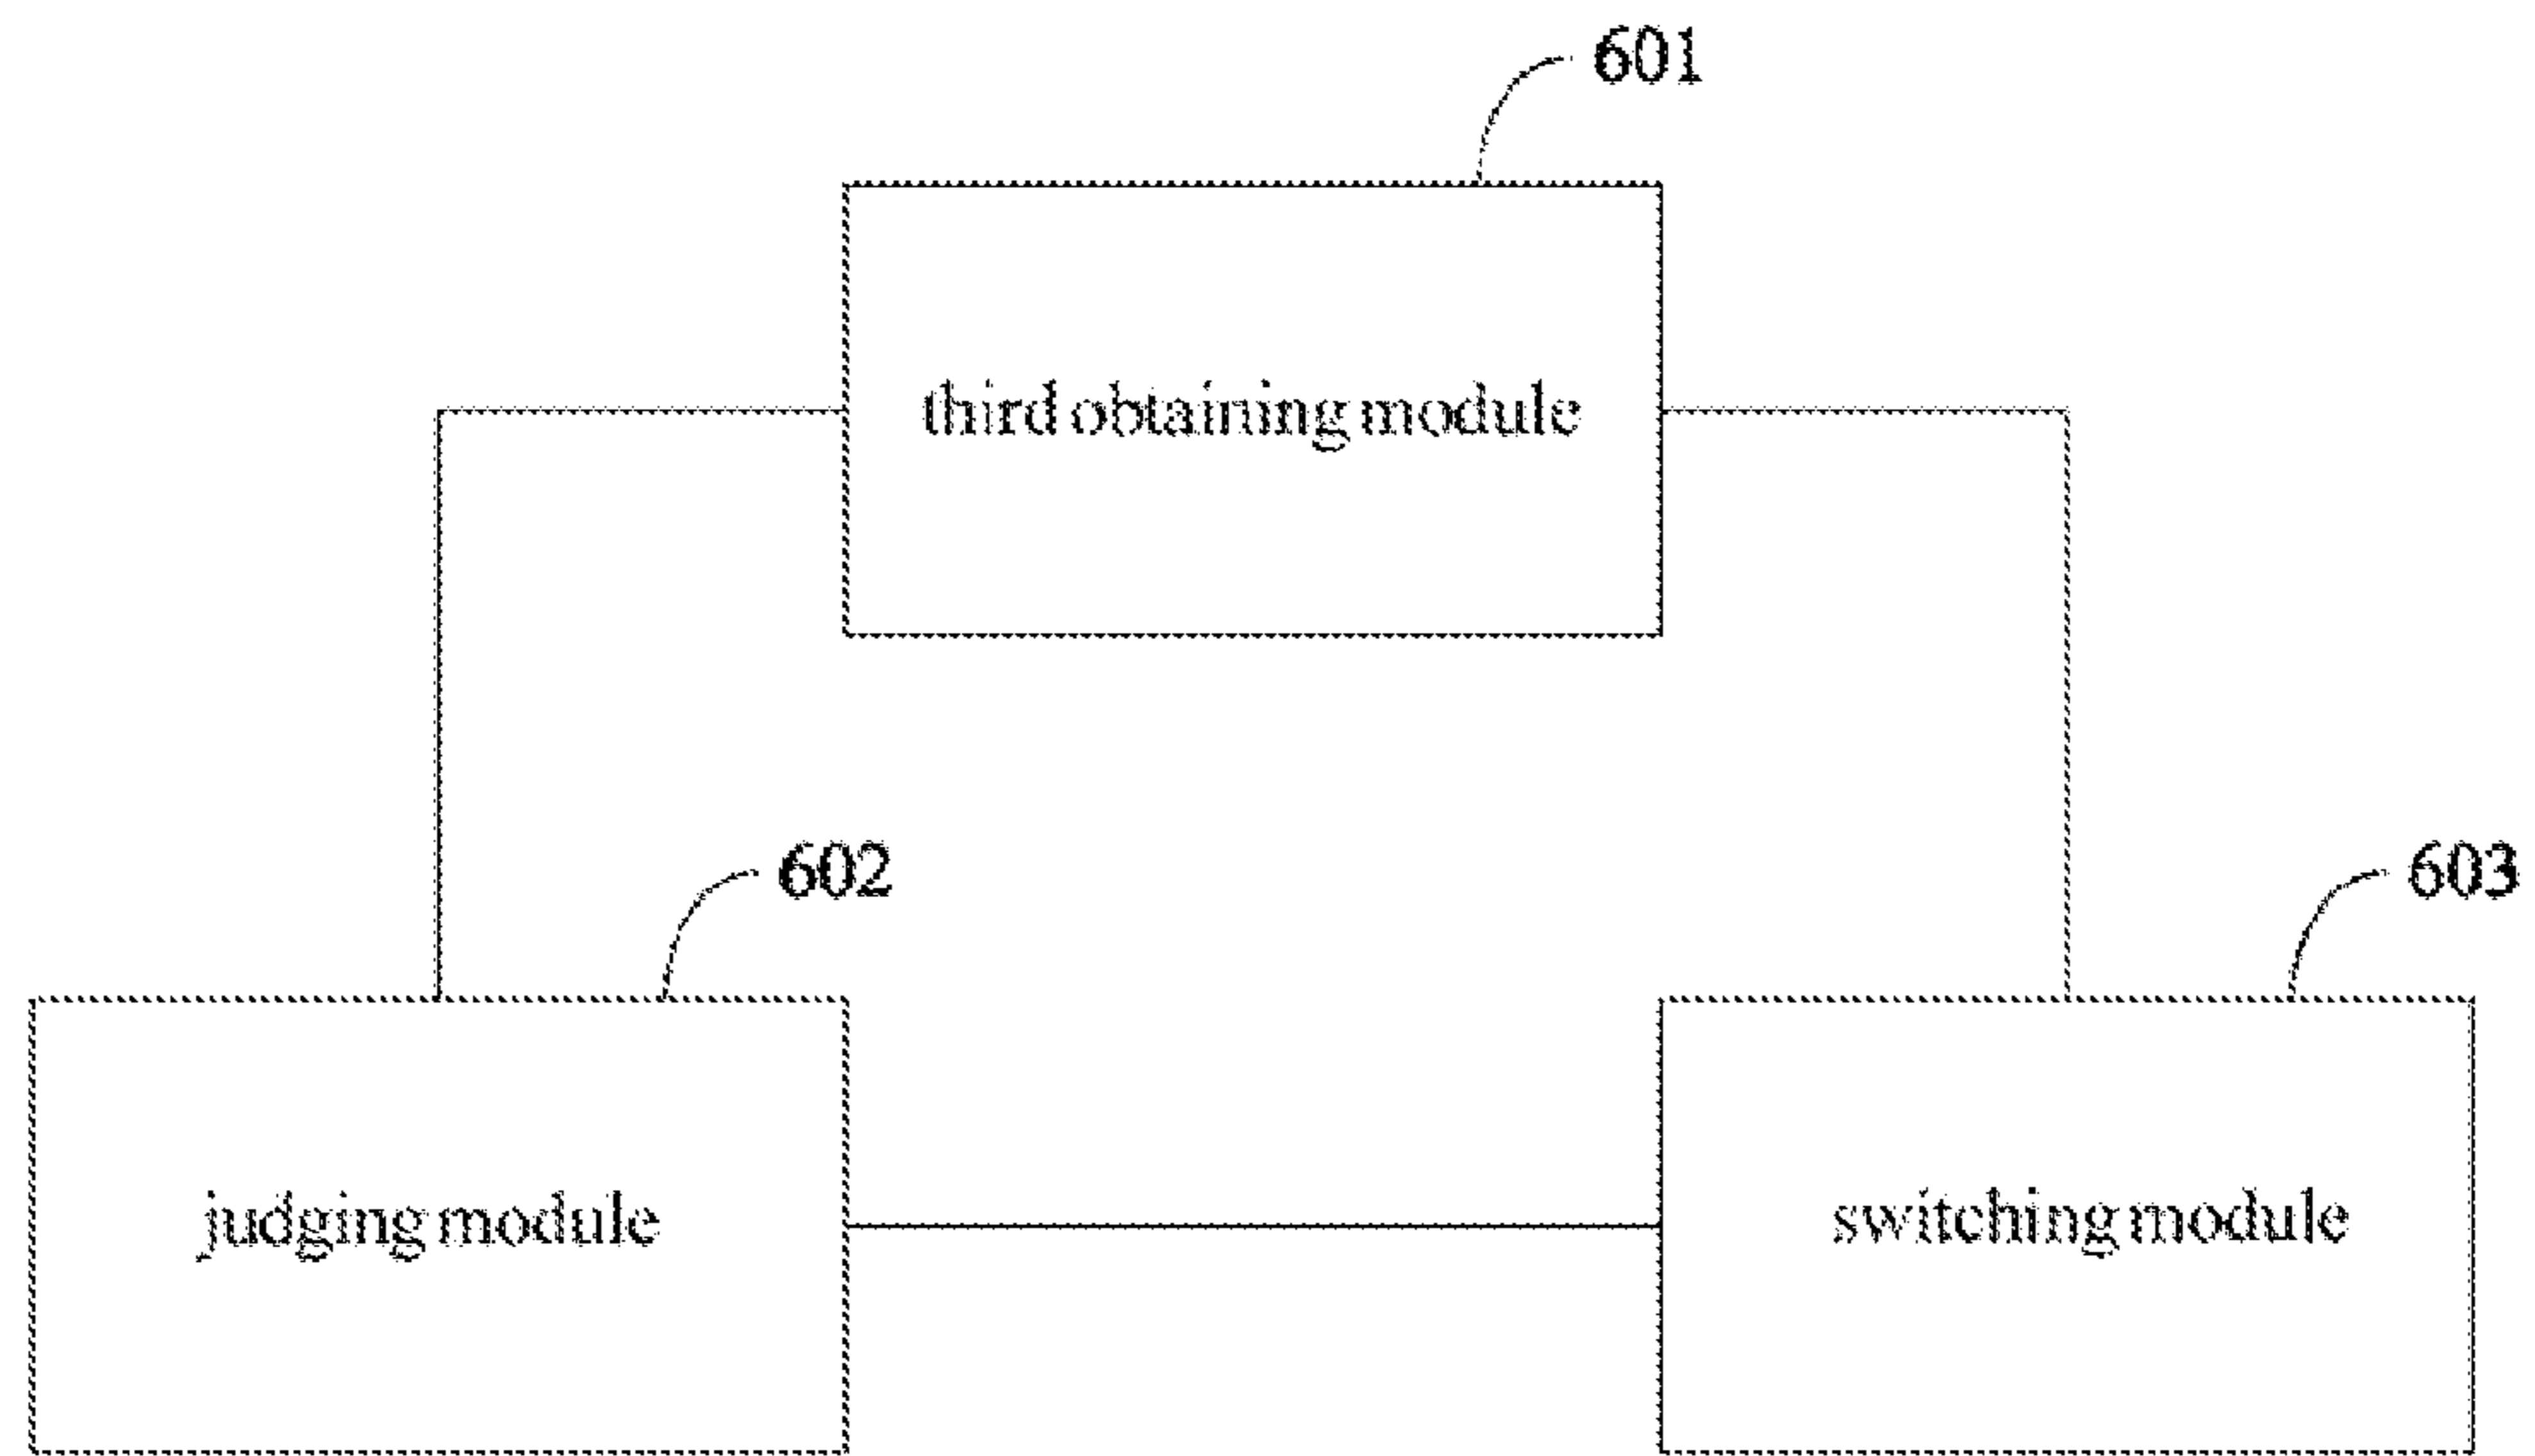 601
third obtaining module
602
603
judging module
switching module